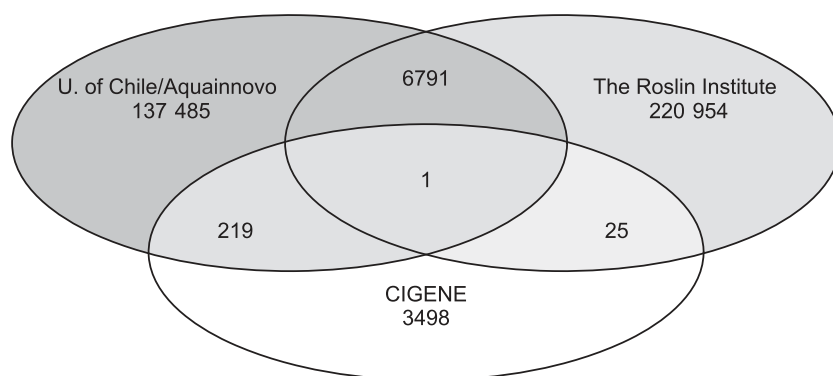 U. of Chile/Aquainnovo
137 485
6791
The Roslin Institute
220 954
1
219
25
CIGENE
3498